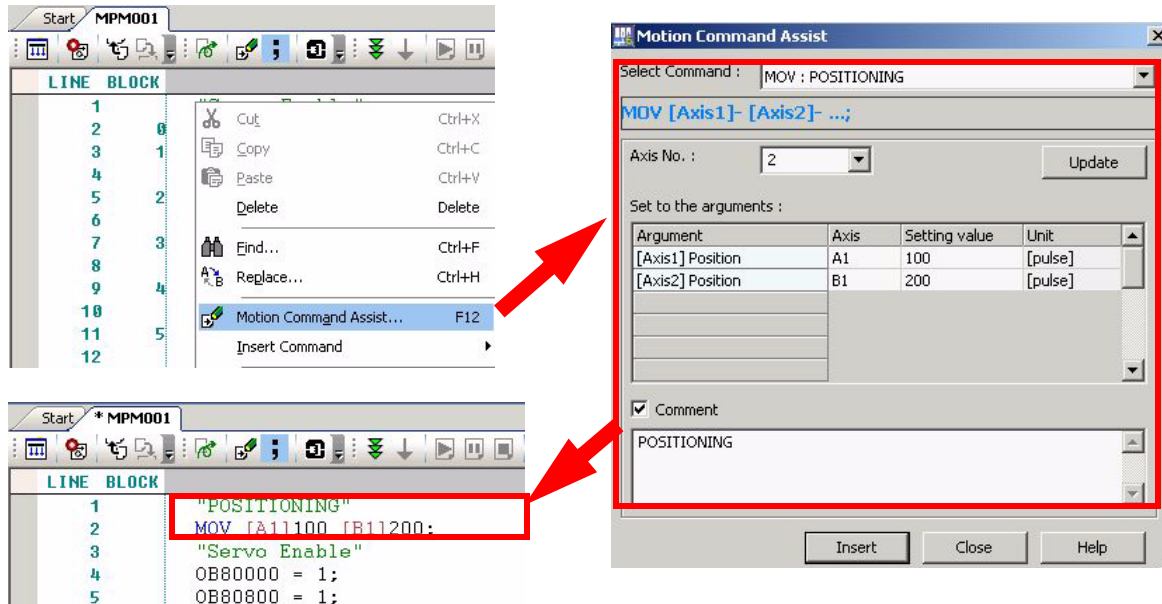 Start MPM001
LINE BLOCK
1
2 0
3 1
4
5 2
6
7 3
8
9 4
10
11 5
12
Cut Ctrl+X
Copy Ctrl+C
Paste Ctrl+V
Delete Delete
Find... Ctrl+F
Replace... Ctrl+H
Motion Command Assist... F12
Insert Command
Motion Command Assist
Select Command : MOV : POSITIONING
MOV [Axis1]- [Axis2]- ...;
Axis No. : 2 Update
Set to the arguments :
Argument Axis Setting value Unit
[Axis1] Position A1 100 [pulse]
[Axis2] Position B1 200 [pulse]
Comment
POSITIONING
Insert Close Help
Start * MPM001
LINE BLOCK
1 "POSITIONING"
2 MOV [A1]100 [B1]200;
3 "Servo Enable"
4 OB80000 = 1;
5 OB80800 = 1;